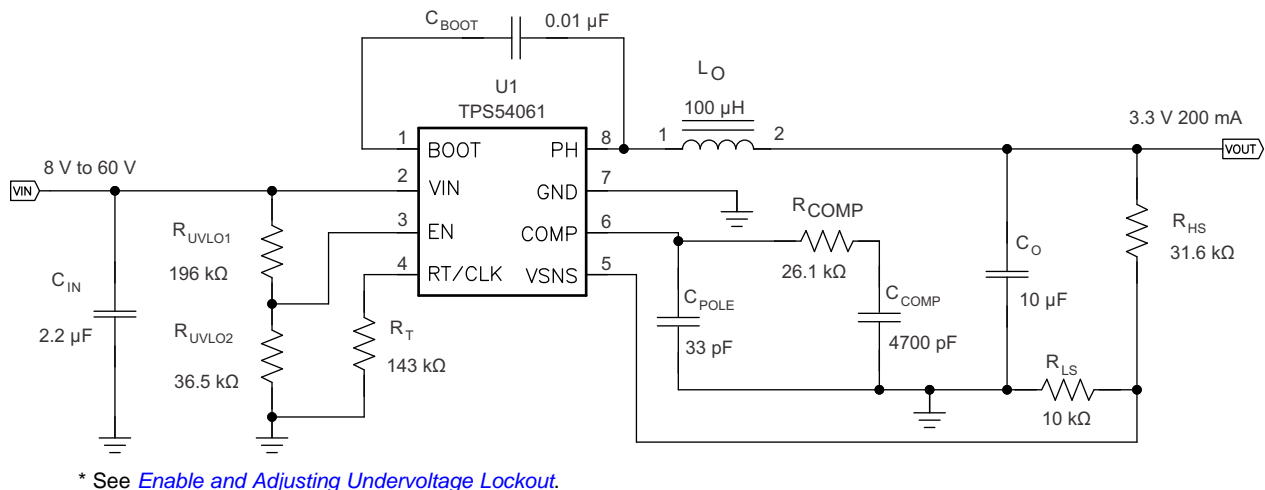 C_BOOT 0.01 µF
L_O
U1
TPS54061
100 µH
3.3 V 200 mA
1 BOOT PH 8
1 2
VOUT
8 V to 60 V
VIN
2 VIN GND 7
R_UVLO1
196 kΩ
3 EN COMP 6
R_COMP
26.1 kΩ
R_HS
31.6 kΩ
4 RT/CLK VSNS 5
C_O
10 µF
C_IN
2.2 µF
C_POLE
33 pF
C_COMP
4700 pF
R_UVLO2
36.5 kΩ
R_T
143 kΩ
R_LS
10 kΩ
* See Enable and Adjusting Undervoltage Lockout.